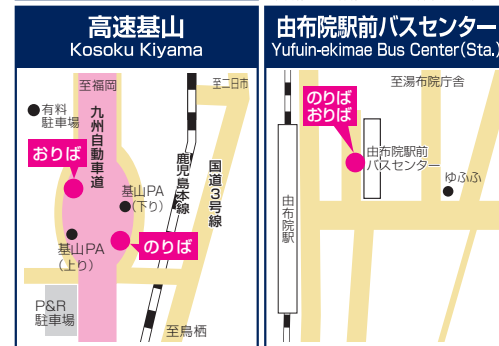 高速基山
Kosoku Kiyama
至福岡
至二日市
有料
駐車場
九州自動車道
おりば
鹿児島本線
国道3号線
基山PA
(下り)
基山PA
(上り)
のりば
P&R
駐車場
至鳥栖
由布院駅前バスセンター
Yufuin-ekimae Bus Center(Sta.)
至湯布院庁舎
のりば
おりば
由布院駅前
バスセンター
ゆふふ
由布院駅